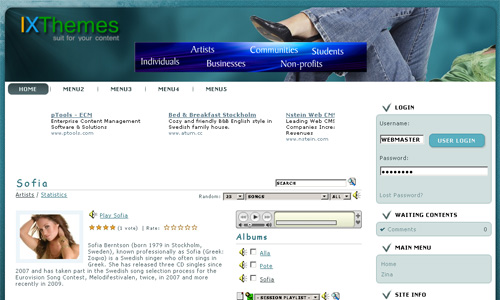 IXThemes
suit for your content
Artists
Communities
Students
Individuals
Businesses
Non-profits
HOME
MENU2
MENU3
MENU4
MENU5
pTools - ECM
Enterprise Content Management
Software & Solutions
www.ptools.com
Bed & Breakfast Stockholm
Cozy and friendly B&B English style in
Swedish family house.
www.atum.cc
Nstein Web CM
Leading Web CM
Companies Incre
Revenues
www.nstein.com
LOGIN
Username:
WEBMASTER
USER LOGIN
Password:
Lost Password?
WAITING CONTENTS
Comments
0
MAIN MENU
Home
Zina
SITE INFO
Sofia
SEARCH
Artists / Statistics
Random:
25
SONGS
ALL
Play Sofia
(1 vote) Rate:
Sofia Berntson (born 1979 in Stockholm,
Sweden), known professionally as Sofia (Greek:
Σοφία) is a Swedish singer who often sings in
Greek. She has released three CD singles since
2007 and has taken part in the Swedish song selection process for the
Eurovision Song Contest, Melodifestivalen, twice, in 2007 and more
recently in 2009.
Albums
Alla
Pote
Sofia
- SESSION PLAYLIST -